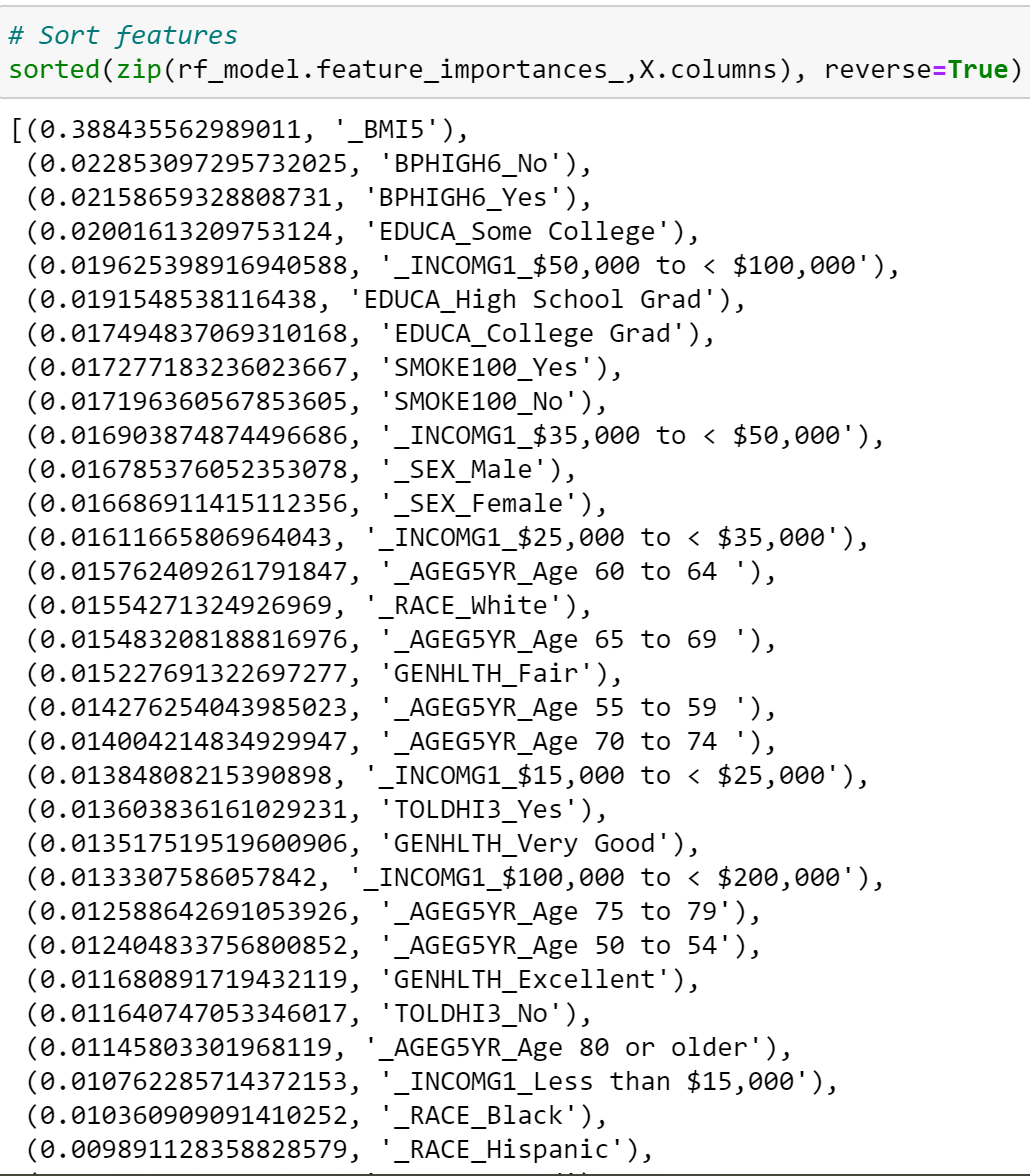 # Sort features
sorted(zip(rf_model.feature_importances_,X.columns), reverse=True)
[(0.388435562989011, '_BMI5'),
(0.022853097295732025, 'BPHIGH6_No'),
(0.02158659328808731, 'BPHIGH6_Yes'),
(0.02001613209753124, 'EDUCA_Some College'),
(0.019625398916940588, '_INCOMG1_$50,000 to < $100,000'),
(0.0191548538116438, 'EDUCA_High School Grad'),
(0.017494837069310168, 'EDUCA_College Grad'),
(0.017277183236023667, 'SMOKE100_Yes'),
(0.017196360567853605, 'SMOKE100_No'),
(0.016903874874496686, '_INCOMG1_$35,000 to < $50,000'),
(0.016785376052353078, '_SEX_Male'),
(0.016686911415112356, '_SEX_Female'),
(0.01611665806964043, '_INCOMG1_$25,000 to < $35,000'),
(0.015762409261791847, '_AGEG5YR_Age 60 to 64 '),
(0.01554271324926969, '_RACE_White'),
(0.015483208188816976, '_AGEG5YR_Age 65 to 69 '),
(0.015227691322697277, 'GENHLTH_Fair'),
(0.014276254043985023, '_AGEG5YR_Age 55 to 59 '),
(0.014004214834929947, '_AGEG5YR_Age 70 to 74 '),
(0.01384808215390898, '_INCOMG1_$15,000 to < $25,000'),
(0.013603836161029231, 'TOLDHI3_Yes'),
(0.013517519519600906, 'GENHLTH_Very Good'),
(0.0133307586057842, '_INCOMG1_$100,000 to < $200,000'),
(0.012588642691053926, '_AGEG5YR_Age 75 to 79'),
(0.012404833756800852, '_AGEG5YR_Age 50 to 54'),
(0.011680891719432119, 'GENHLTH_Excellent'),
(0.011640747053346017, 'TOLDHI3_No'),
(0.01145803301968119, '_AGEG5YR_Age 80 or older'),
(0.010762285714372153, '_INCOMG1_Less than $15,000'),
(0.010360909091410252, '_RACE_Black'),
(0.009891128358828579, '_RACE_Hispanic'),